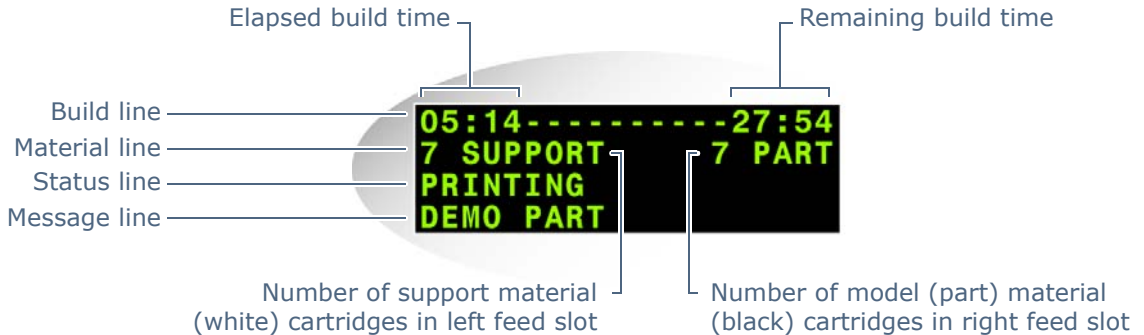 Elapsed build time
Remaining build time
Build line
Material line
Status line
Message line
05:14----------27:54
7 SUPPORT 7 PART
PRINTING
DEMO PART
Number of support material
(white) cartridges in left feed slot
Number of model (part) material
(black) cartridges in right feed slot